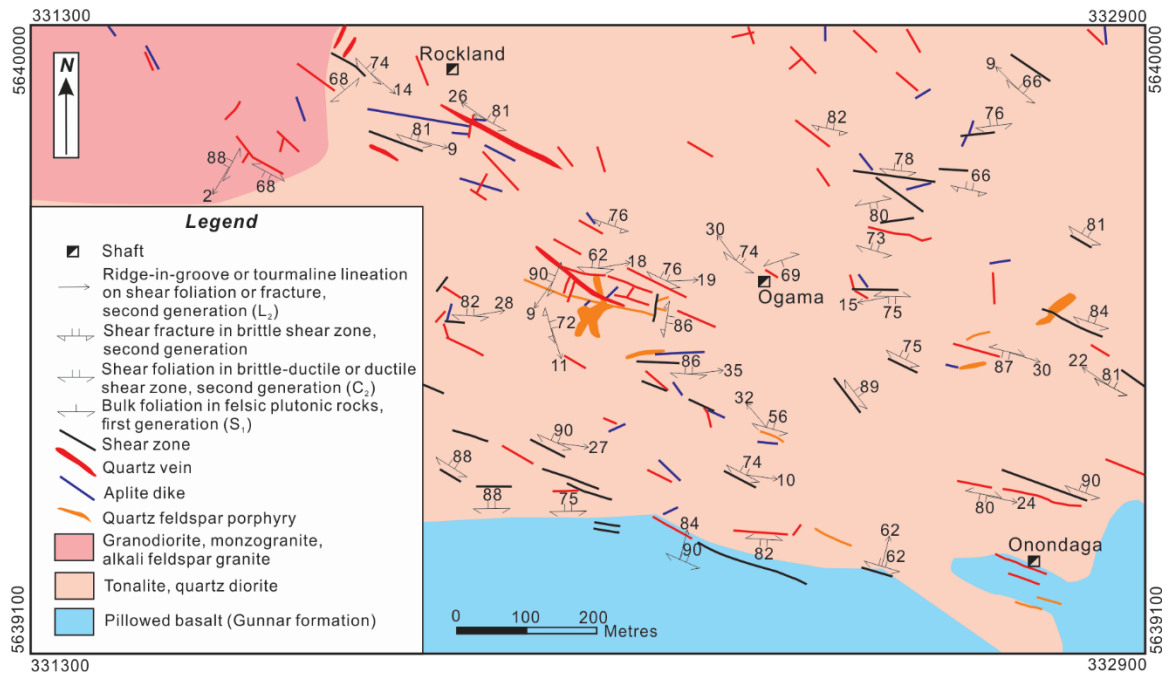 331300
332900
5640000
5640000
N
Rockland
74
68
14
26
81
81
9
88
2
68
9
66
76
82
78
66
80
81
73
76
30
74
69
Ogama
62
18
90
76
19
9
72
86
11
82
28
15
75
84
75
87
30
22
81
86
35
89
32
56
90
27
88
74
10
88
75
90
80
24
84
90
82
62
62
Onondaga
Legend
Shaft
Ridge-in-groove or tourmaline lineation
on shear foliation or fracture,
second generation (L2)
Shear fracture in brittle shear zone,
second generation
Shear foliation in brittle-ductile or ductile
shear zone, second generation (C2)
Bulk foliation in felsic plutonic rocks,
first generation (S1)
Shear zone
Quartz vein
Aplite dike
Quartz feldspar porphyry
Granodiorite, monzogranite,
alkali feldspar granite
Tonalite, quartz diorite
Pillowed basalt (Gunnar formation)
0 100 200
Metres
5639100
5639100
331300
332900